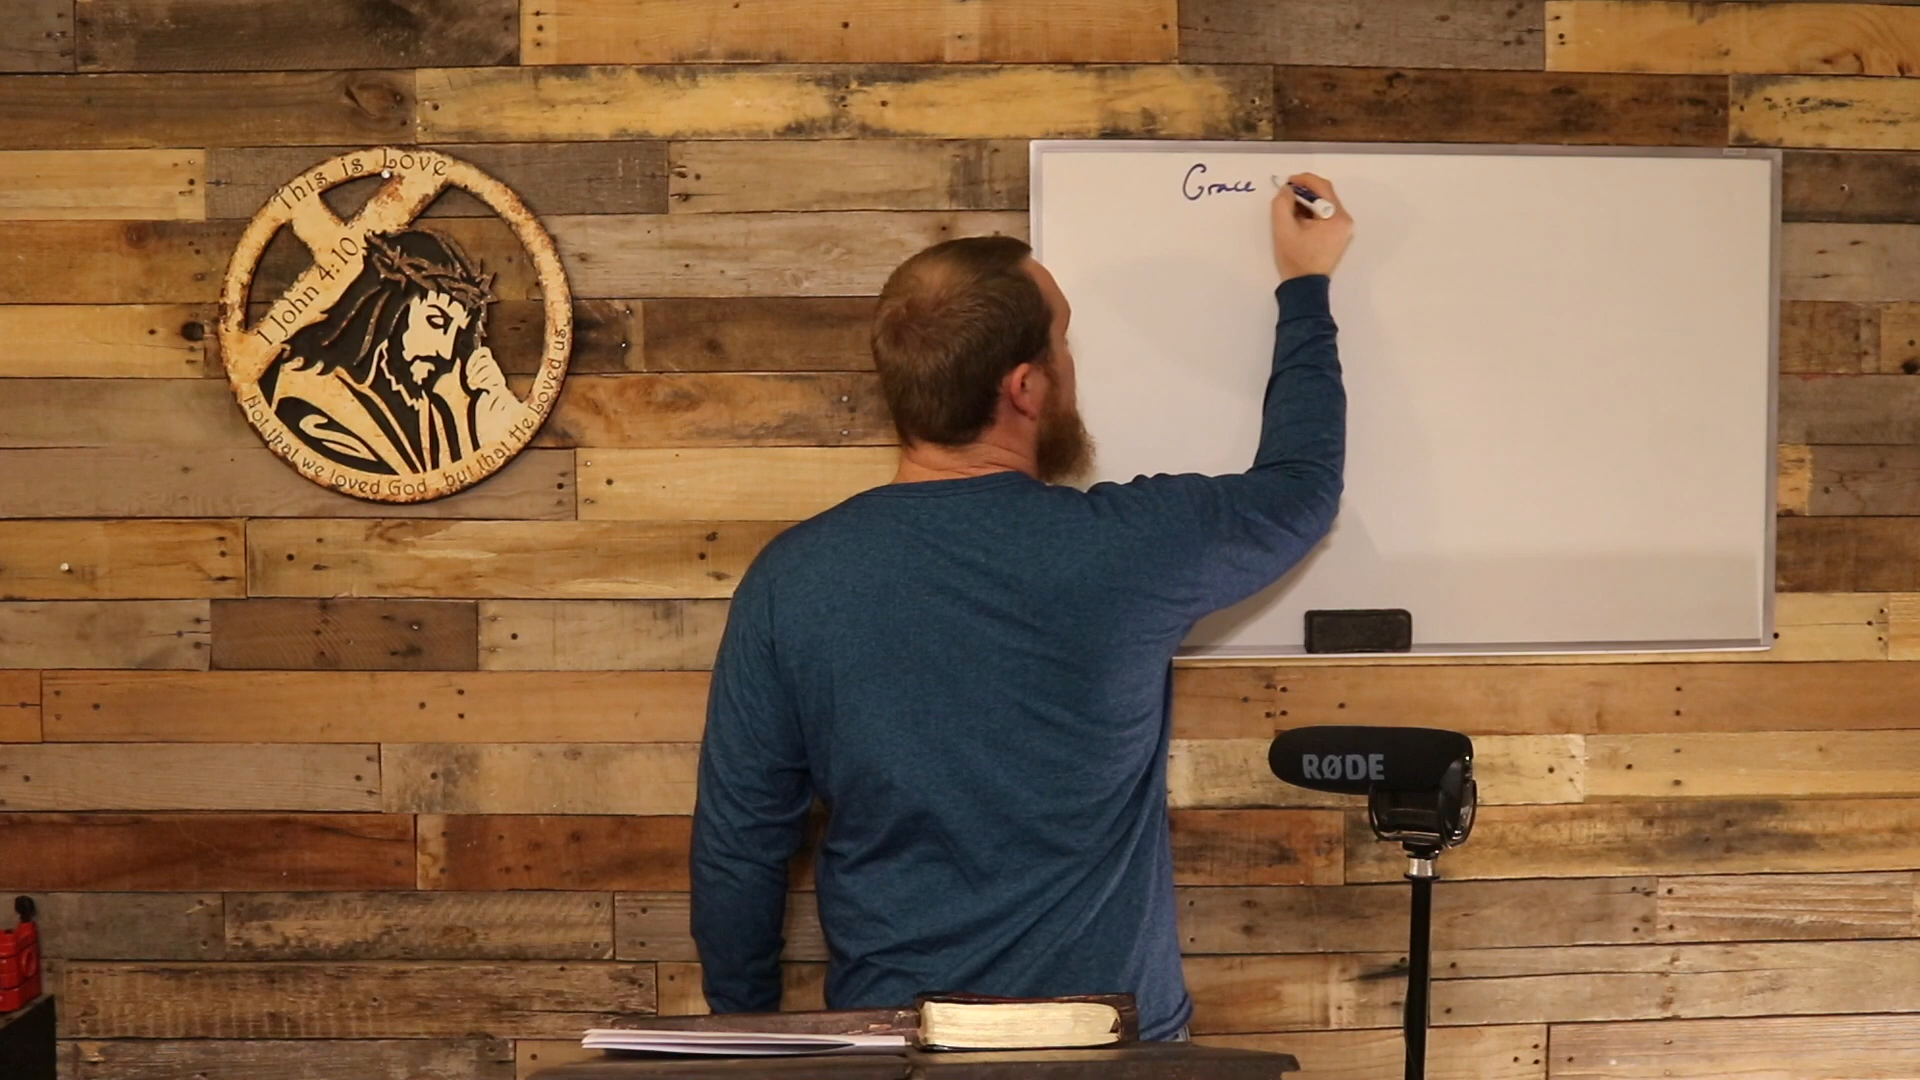 This is Love
1 John 4:10
Not that we loved God, but that He loved us.
Grace
RØDE